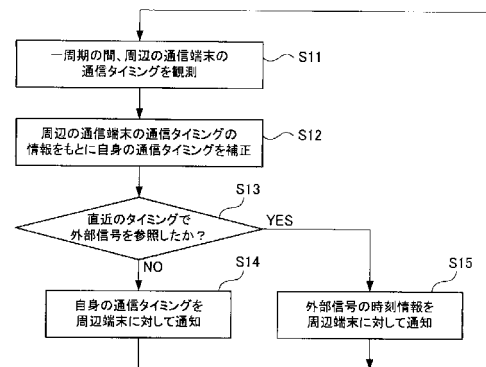 一周期の間、周辺の通信端末の
通信タイミングを観測
S11
周辺の通信端末の通信タイミングの
情報をもとに自身の通信タイミングを補正
S12
直近のタイミングで
外部信号を参照したか？
S13
YES
NO
S14
自身の通信タイミングを
周辺端末に対して通知
S15
外部信号の時刻情報を
周辺端末に対して通知